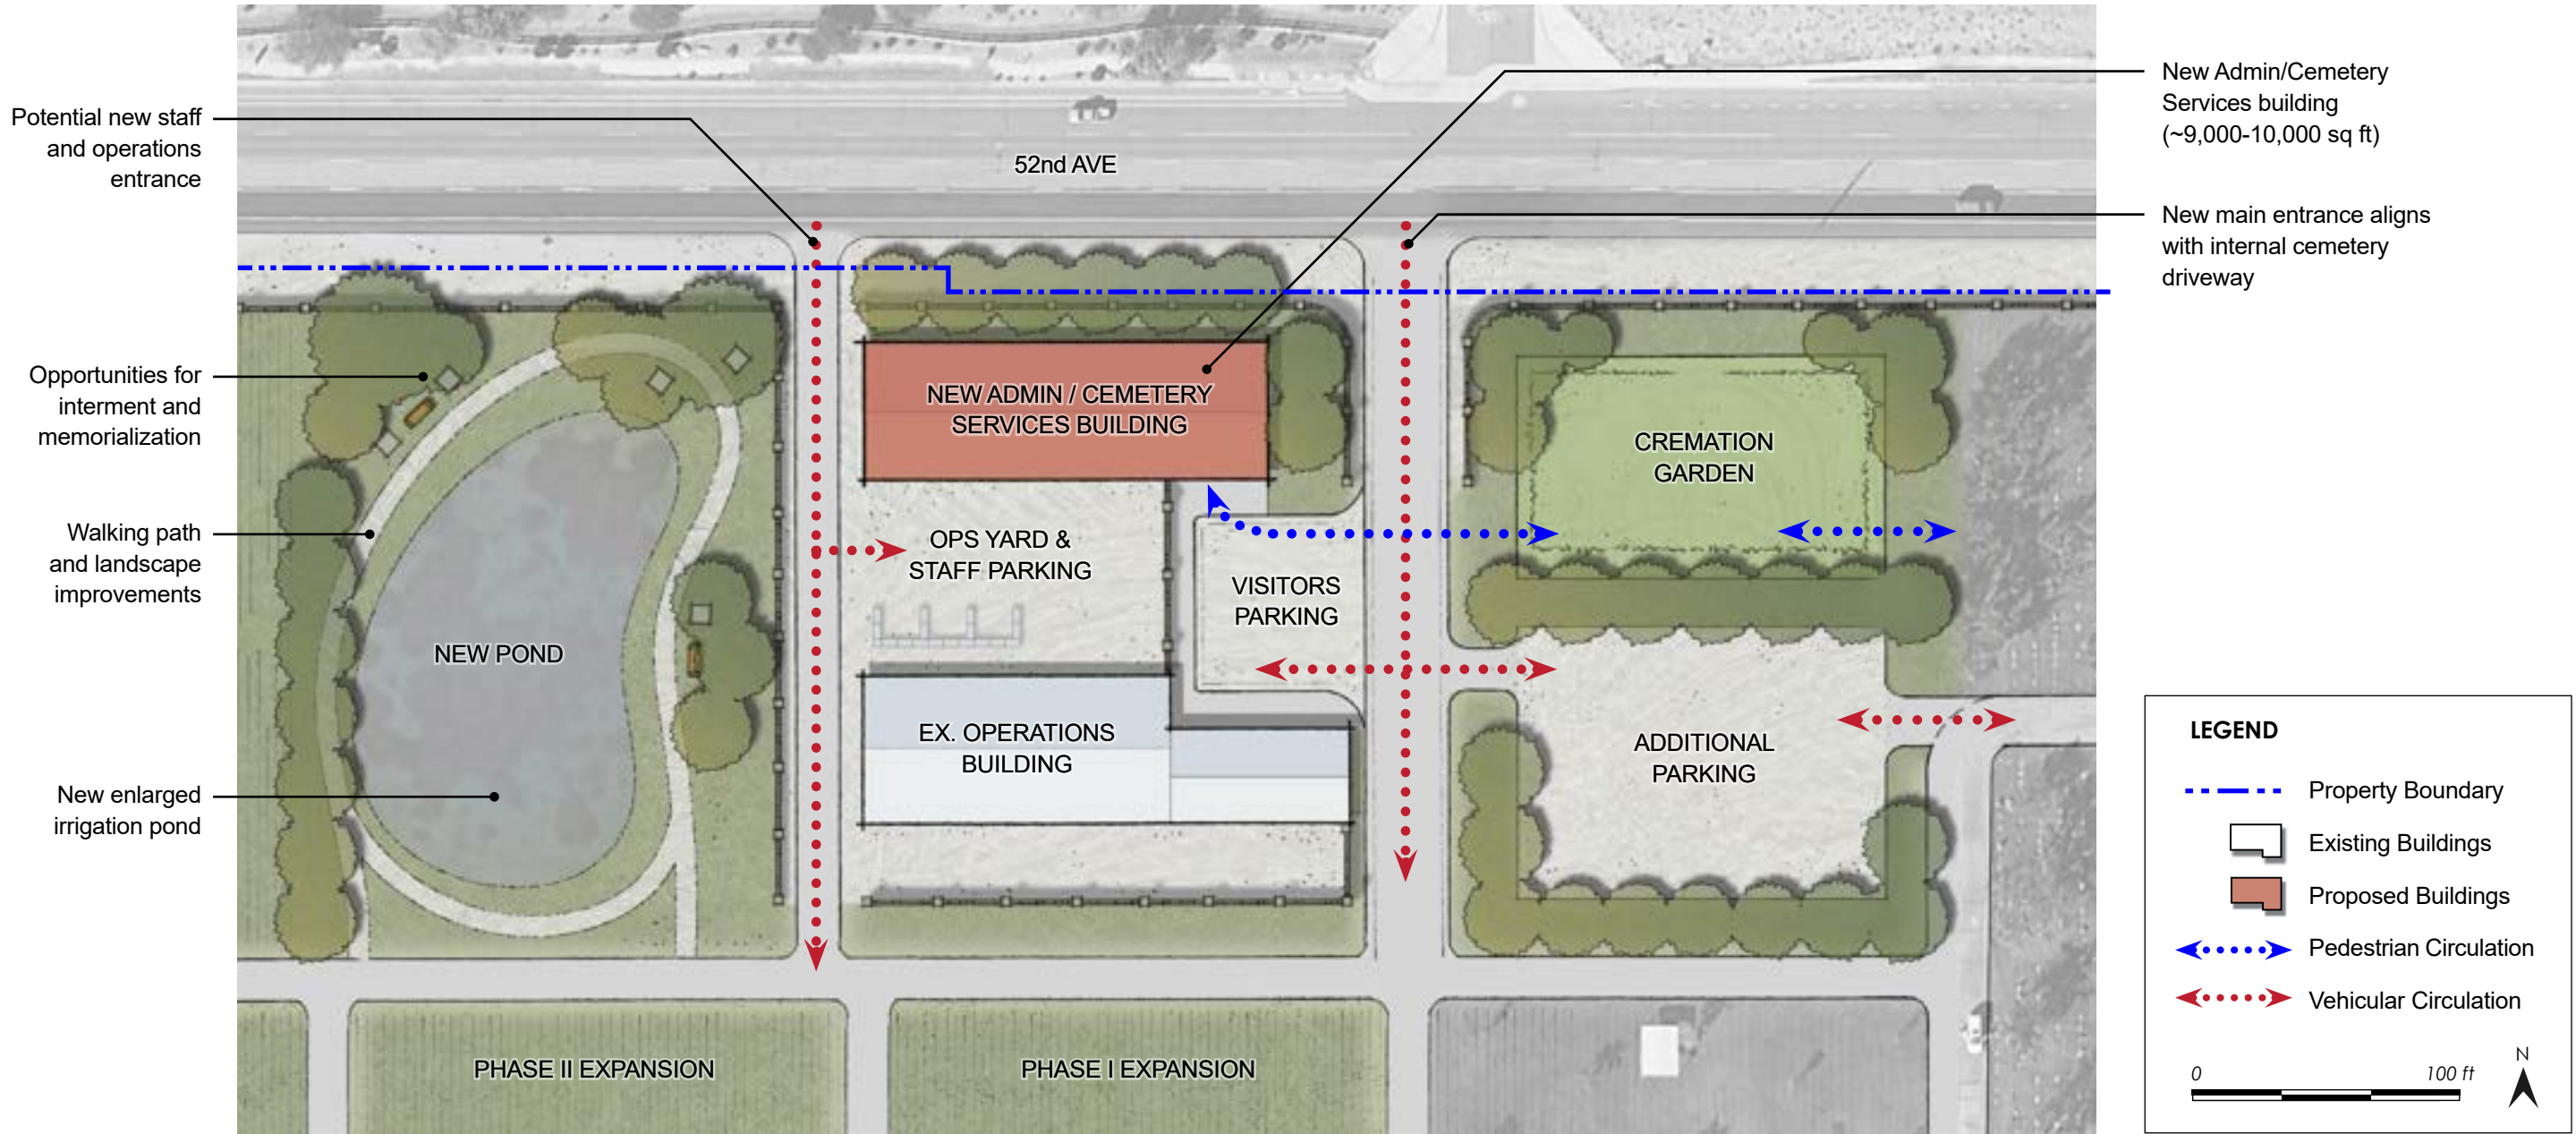 Potential new staff
and operations
entrance
Opportunities for
interment and
memorialization
Walking path
and landscape
improvements
New enlarged
irrigation pond
52nd AVE
NEW ADMIN / CEMETERY
SERVICES BUILDING
OPS YARD &
STAFF PARKING
VISITORS
PARKING
CREMATION
GARDEN
NEW POND
EX. OPERATIONS
BUILDING
ADDITIONAL
PARKING
PHASE II EXPANSION
PHASE I EXPANSION
New Admin/Cemetery
Services building
(~9,000-10,000 sq ft)
New main entrance aligns
with internal cemetery
driveway
LEGEND
Property Boundary
Existing Buildings
Proposed Buildings
Pedestrian Circulation
Vehicular Circulation
0 100 ft
N